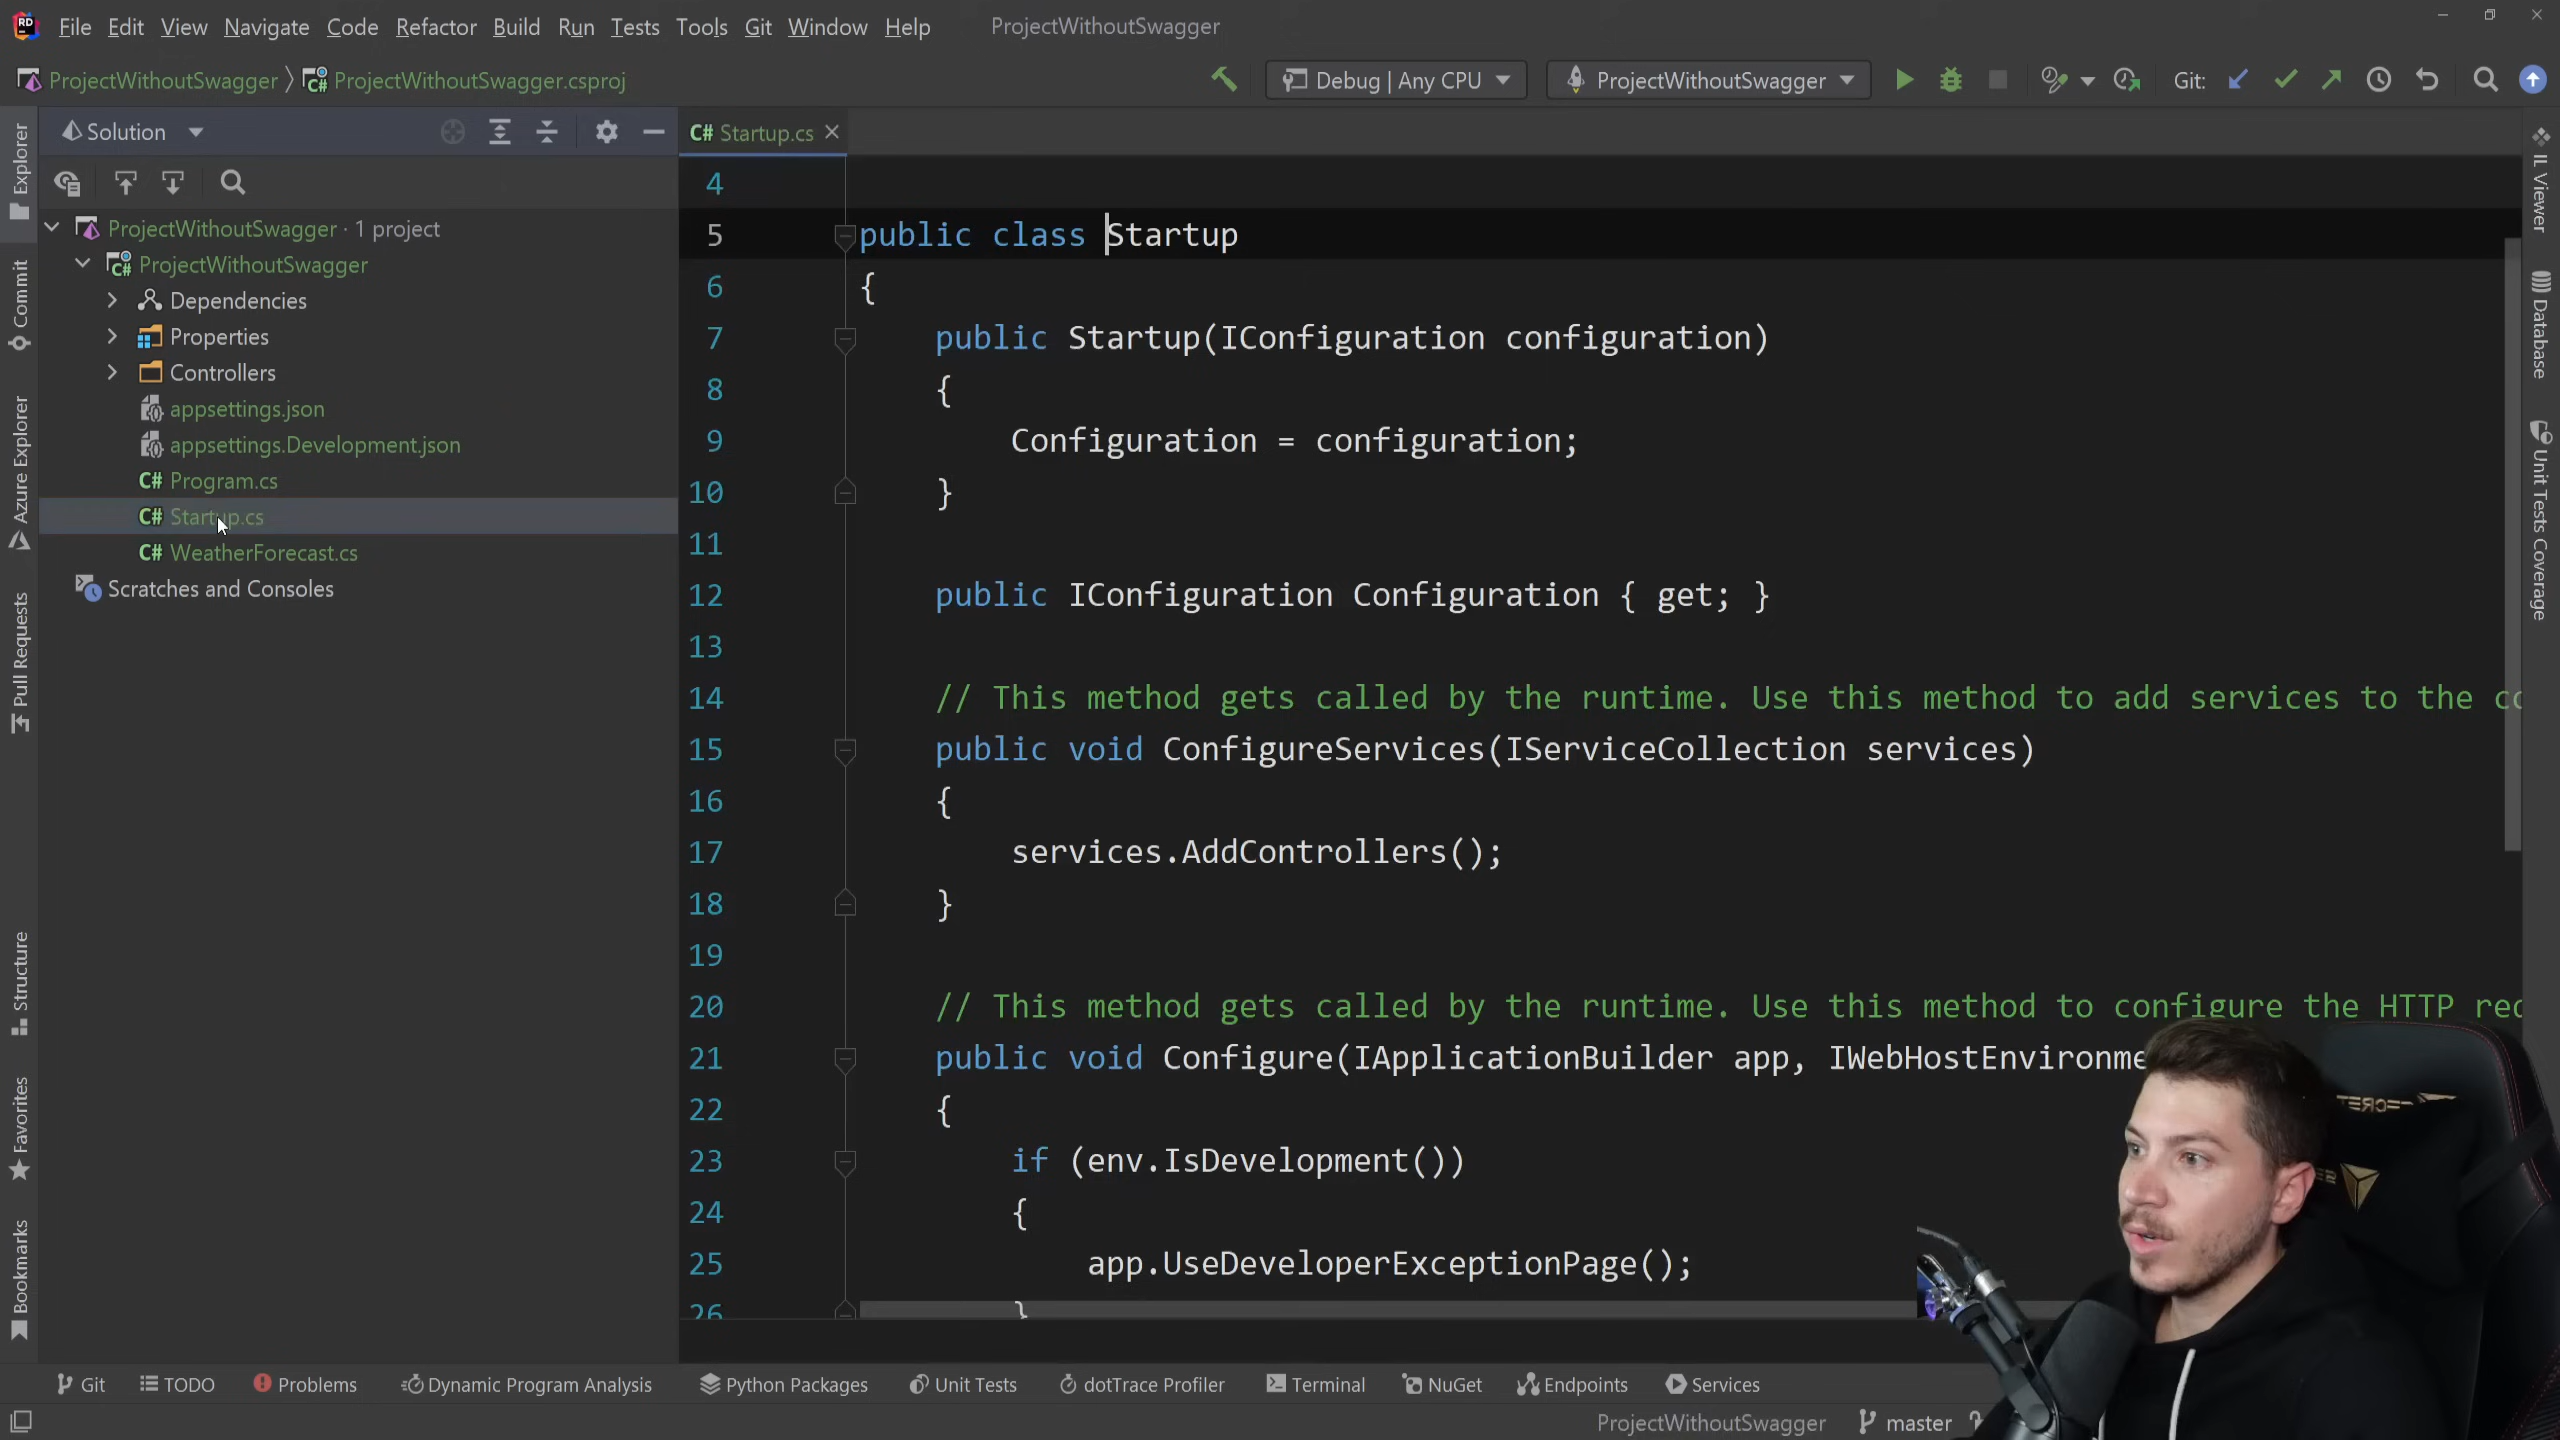 RD File Edit View Navigate Code Refactor Build Run Tests Tools Git Window Help ProjectWithoutSwagger
ProjectWithoutSwagger ProjectWithoutSwagger.csproj Debug | Any CPU ProjectWithoutSwagger Git:
Solution
C# Startup.cs
ProjectWithoutSwagger · 1 project
ProjectWithoutSwagger
Dependencies
Properties
Controllers
appsettings.json
appsettings.Development.json
C# Program.cs
C# Startup.cs
C# WeatherForecast.cs
Scratches and Consoles
Explorer
Commit
Azure Explorer
Pull Requests
Structure
Favorites
Bookmarks
4
5 public class Startup
6 {
7 public Startup(IConfiguration configuration)
8 {
9 Configuration = configuration;
10 }
11
12 public IConfiguration Configuration { get; }
13
14 // This method gets called by the runtime. Use this method to add services to the co
15 public void ConfigureServices(IServiceCollection services)
16 {
17 services.AddControllers();
18 }
19
20 // This method gets called by the runtime. Use this method to configure the HTTP req
21 public void Configure(IApplicationBuilder app, IWebHostEnvironme
22 {
23 if (env.IsDevelopment())
24 {
25 app.UseDeveloperExceptionPage();
26 }
IL Viewer
Database
Unit Tests Coverage
Git TODO Problems Dynamic Program Analysis Python Packages Unit Tests dotTrace Profiler Terminal NuGet Endpoints Services
ProjectWithoutSwagger master